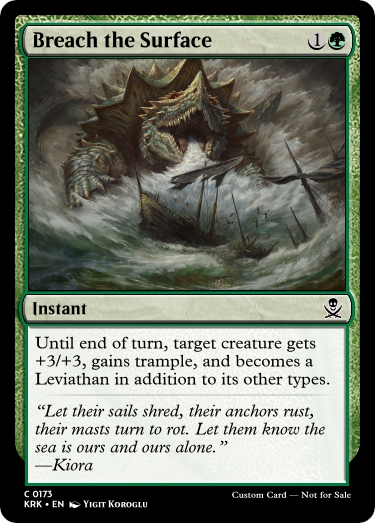 Breach the Surface 1
Instant
Until end of turn, target creature gets
+3/+3, gains trample, and becomes a
Leviathan in addition to its other types.
“Let their sails shred, their anchors rust,
their masts turn to rot. Let them know the
sea is ours and ours alone.”
—Kiora
C 0173
KRK • EN Yigit Koroglu Custom Card — Not for Sale